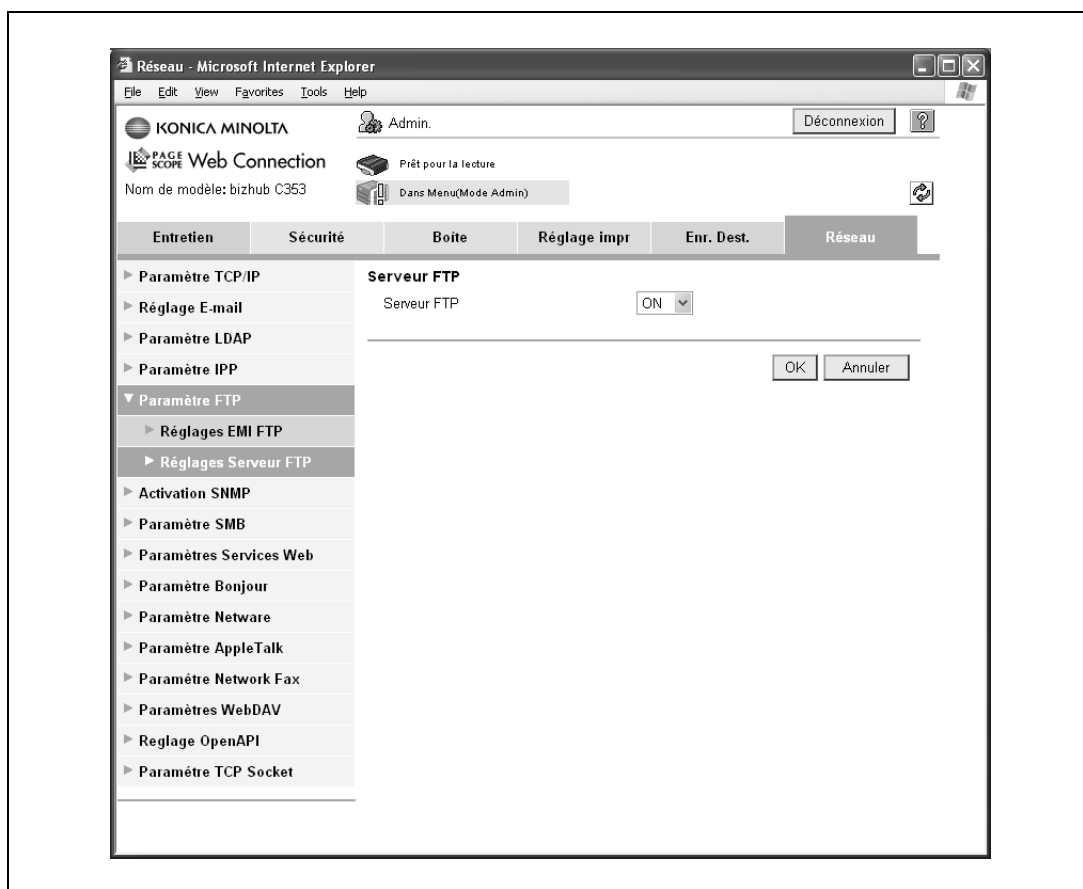 Réseau - Microsoft Internet Explorer
File Edit View Favorites Tools Help
KONICA MINOLTA
Admin.
Déconnexion
?
PAGE SCOPE Web Connection
Prêt pour la lecture
Nom de modèle: bizhub C353
Dans Menu(Mode Admin)
Entretien Sécurité Boîte Réglage impr Enr. Dest. Réseau
Paramètre TCP/IP
Réglage E-mail
Paramètre LDAP
Paramètre IPP
Paramètre FTP
Réglages EMI FTP
Réglages Serveur FTP
Activation SNMP
Paramètre SMB
Paramètres Services Web
Paramètre Bonjour
Paramètre Netware
Paramètre AppleTalk
Paramétre Network Fax
Paramètres WebDAV
Reglage OpenAPI
Paramétre TCP Socket
Serveur FTP
Serveur FTP ON
OK Annuler